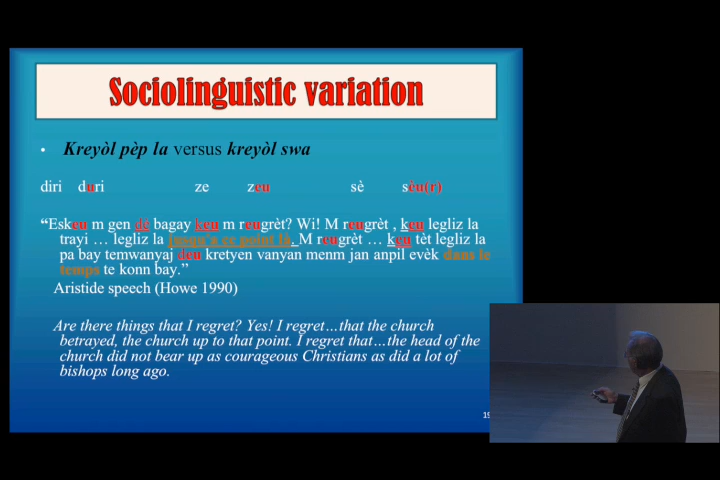 Sociolinguistic variation
• Kreyòl pèp la versus kreyòl swa
diri duri ze zeu sè sèu(r)
“Eskeu m gen dè bagay keu m reugrèt? Wi! M reugrèt , keu legliz la
trayi … legliz la jusqu'a ce point là. M reugrèt … keu tèt legliz la
pa bay temwanyaj deu kretyen vanyan menm jan anpil evèk dans le
temps te konn bay.”
Aristide speech (Howe 1990)
Are there things that I regret? Yes! I regret…that the church
betrayed, the church up to that point. I regret that…the head of the
church did not bear up as courageous Christians as did a lot of
bishops long ago.
19